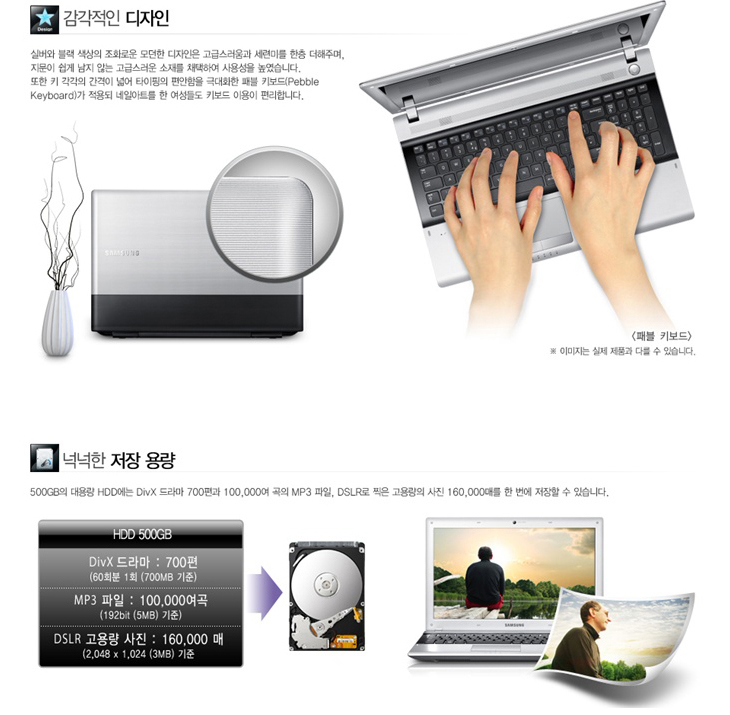 Design
감각적인 디자인
실버와 블랙 색상의 조화로운 모던한 디자인은 고급스러움과 세련미를 한층 더해주며,
지문이 쉽게 남지 않는 고급스러운 소재를 채택하여 사용성을 높였습니다.
또한 키 각각의 간격이 넓어 타이핑의 편안함을 극대화한 패블 키보드(Pebble
Keyboard)가 적용되 네일아트를 한 여성들도 키보드 이용이 편리합니다.
SAMSUNG
〈패블 키보드〉
※ 이미지는 실제 제품과 다를 수 있습니다.
넉넉한 저장 용량
500GB의 대용량 HDD에는 DivX 드라마 700편과 100,000여 곡의 MP3 파일, DSLR로 찍은 고용량의 사진 160,000매를 한 번에 저장할 수 있습니다.
HDD 500GB
DivX 드라마 : 700편
(60회분 1회 (700MB 기준)
MP3 파일 : 100,000여곡
(192bit (5MB) 기준)
DSLR 고용량 사진 : 160,000 매
(2,048 x 1,024 (3MB) 기준
SAMSUNG